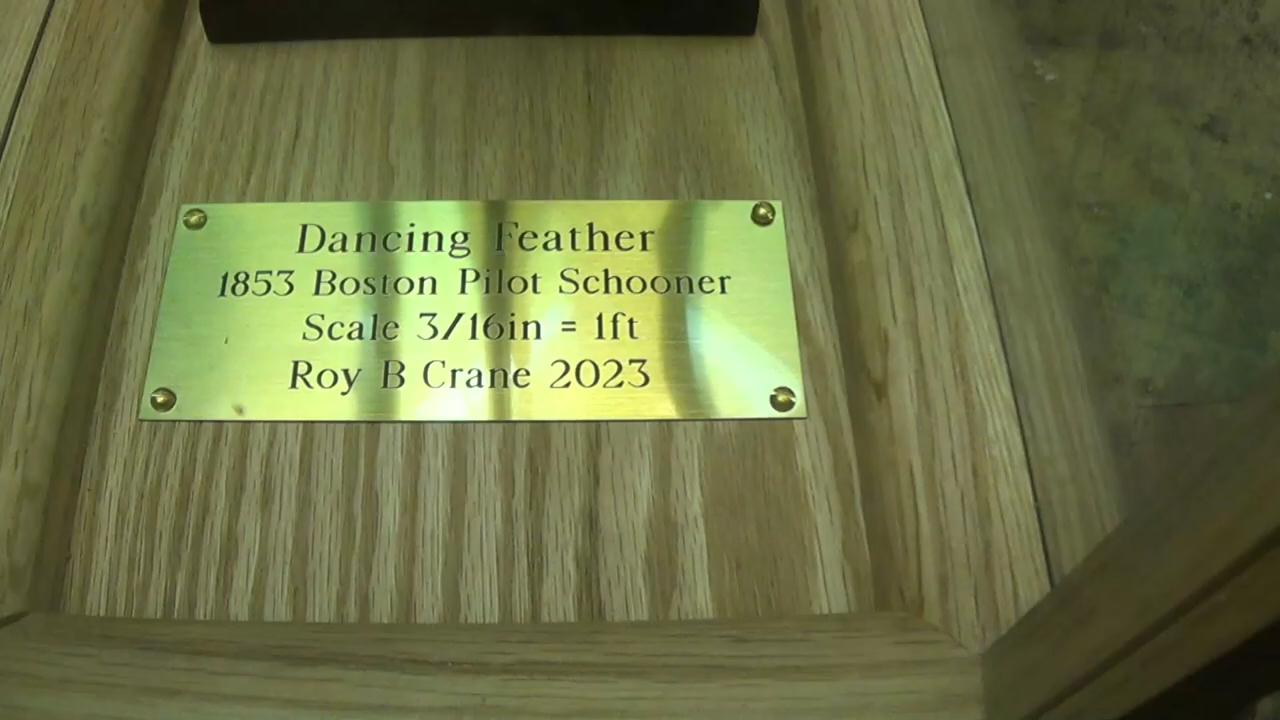 Dancing Feather
1853 Boston Pilot Schooner
Scale 3/16in = 1ft
Roy B Crane 2023